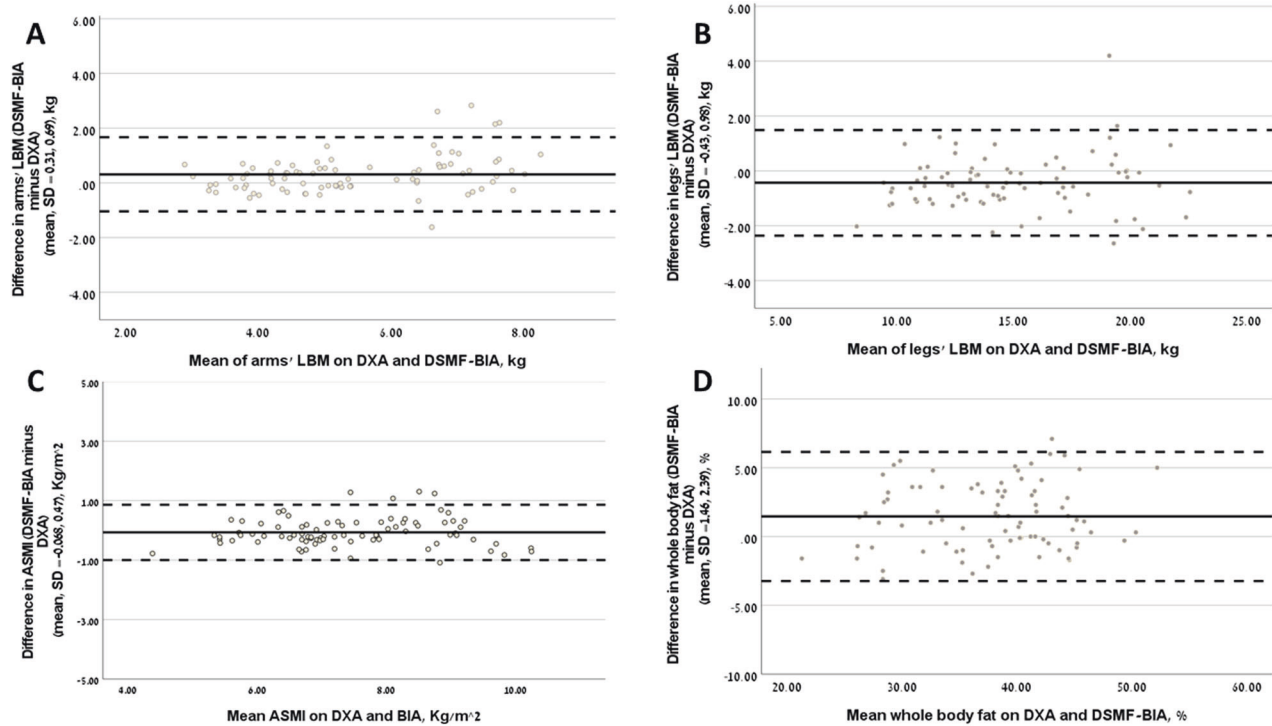 A
6.00
4.00
2.00
.00
-2.00
-4.00
Difference in arms' LBM (DSMF-BIA
minus DXA)
(mean, SD – 0.31, 0.69), kg
2.00
4.00
6.00
8.00
Mean of arms' LBM on DXA and DSMF-BIA, kg
B
6.00
4.00
2.00
.00
-2.00
-4.00
Difference in legs' LBM (DSMF-BIA
minus DXA)
(mean, SD – -0.43, 0.98), kg
5.00
10.00
15.00
20.00
25.00
Mean of legs' LBM on DXA and DSMF-BIA, kg
C
5.00
3.00
1.00
-1.00
-3.00
-5.00
Difference in ASMI (DSMF-BIA minus
DXA)
(mean, SD – -0.068, 0.47), Kg/m^2
4.00
6.00
8.00
10.00
Mean ASMI on DXA and BIA, Kg/m^2
D
10.00
5.00
.00
-5.00
-10.00
Difference in whole body fat (DSMF-BIA
minus DXA)
(mean, SD – 1.46, 2.39), %
20.00
30.00
40.00
50.00
60.00
Mean whole body fat on DXA and DSMF-BIA, %